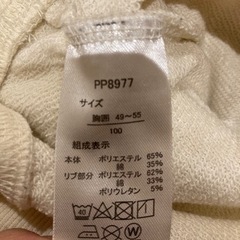 PP8977
サイズ
胸囲 49~55
100
組成表示
本体 ポリエステル 65%
綿 35%
リブ部分 ポリエステル 62%
綿 33%
ポリウレタン 5%
40